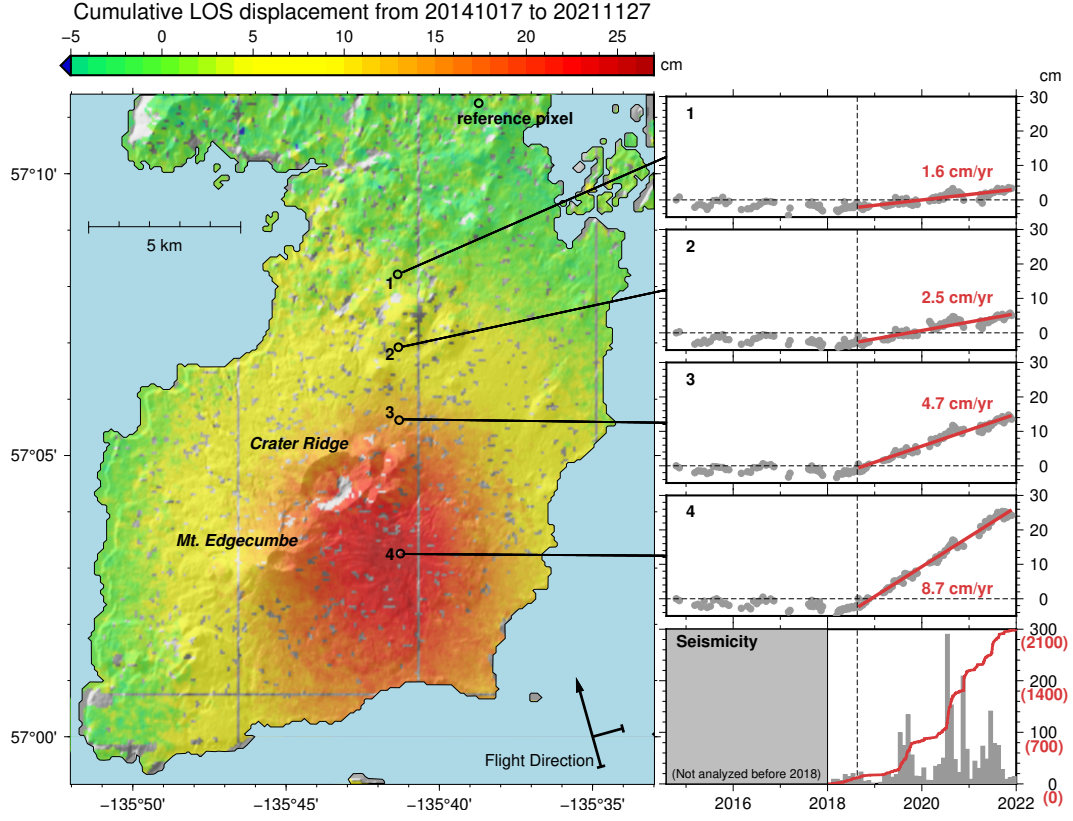 Cumulative LOS displacement from 20141017 to 20211127
−5 0 5 10 15 20 25
cm
cm
reference pixel
57°10'
57°05'
57°00'
5 km
1
2
3
4
Crater Ridge
Mt. Edgecumbe
Flight Direction
−135°50' −135°45' −135°40' −135°35'
1
1.6 cm/yr
30
20
10
0
2
2.5 cm/yr
30
20
10
0
3
4.7 cm/yr
30
20
10
0
4
8.7 cm/yr
30
20
10
0
Seismicity
(Not analyzed before 2018)
300
(2100)
200
(1400)
100
(700)
0
(0)
2016 2018 2020 2022